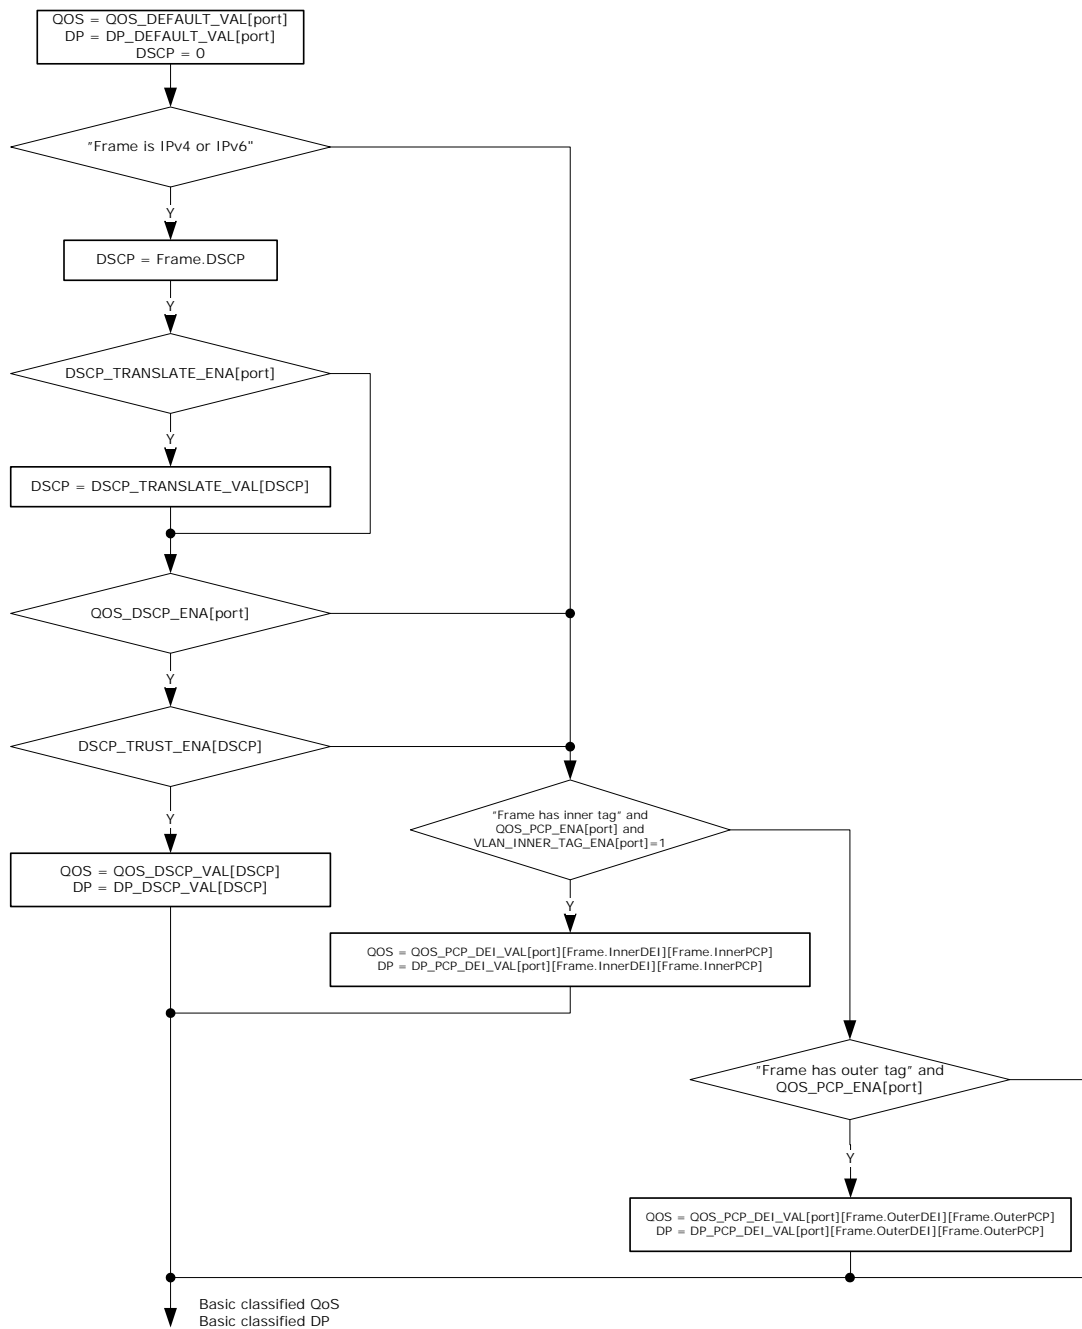 QOS = QOS_DEFAULT_VAL[port]
DP = DP_DEFAULT_VAL[port]
DSCP = 0
"Frame is IPv4 or IPv6"
Y
DSCP = Frame.DSCP
Y
DSCP_TRANSLATE_ENA[port]
Y
DSCP = DSCP_TRANSLATE_VAL[DSCP]
QOS_DSCP_ENA[port]
Y
DSCP_TRUST_ENA[DSCP]
Y
"Frame has inner tag" and
QOS_PCP_ENA[port] and
VLAN_INNER_TAG_ENA[port]=1
QOS = QOS_DSCP_VAL[DSCP]
DP = DP_DSCP_VAL[DSCP]
Y
QOS = QOS_PCP_DEI_VAL[port][Frame.InnerDEI][Frame.InnerPCP]
DP = DP_PCP_DEI_VAL[port][Frame.InnerDEI][Frame.InnerPCP]
"Frame has outer tag" and
QOS_PCP_ENA[port]
Y
QOS = QOS_PCP_DEI_VAL[port][Frame.OuterDEI][Frame.OuterPCP]
DP = DP_PCP_DEI_VAL[port][Frame.OuterDEI][Frame.OuterPCP]
Basic classified QoS
Basic classified DP